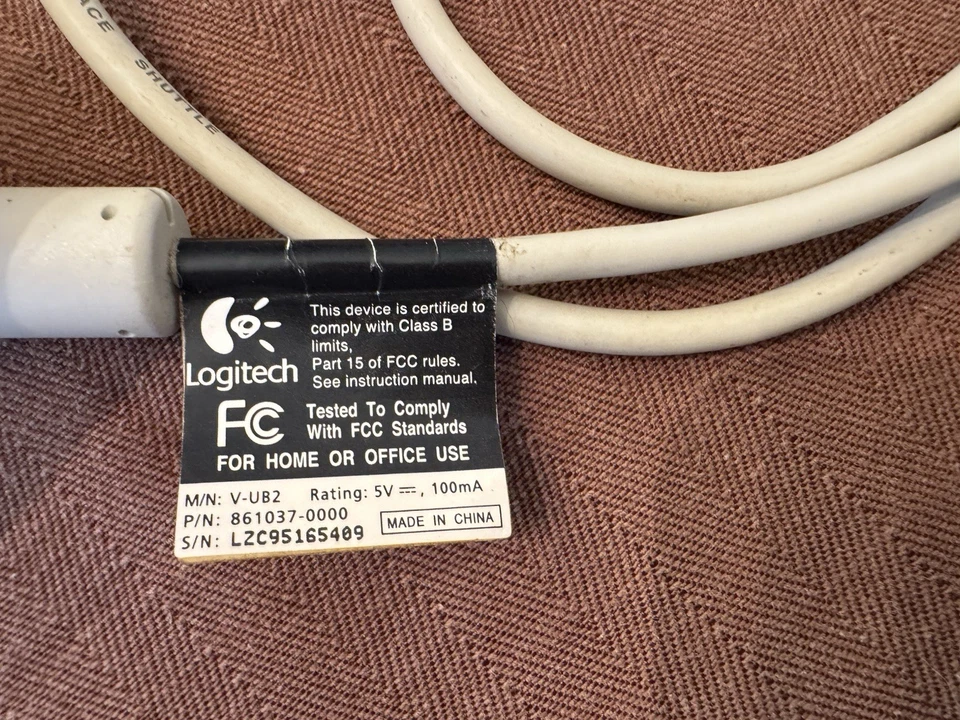 ACE SHUTTLE
Logitech
This device is certified to
comply with Class B
limits,
Part 15 of FCC rules.
See instruction manual.
FC
Tested To Comply
With FCC Standards
FOR HOME OR OFFICE USE
M/N: V-UB2 Rating: 5V ⎓, 100mA
P/N: 861037-0000
S/N: LZC95165409
MADE IN CHINA